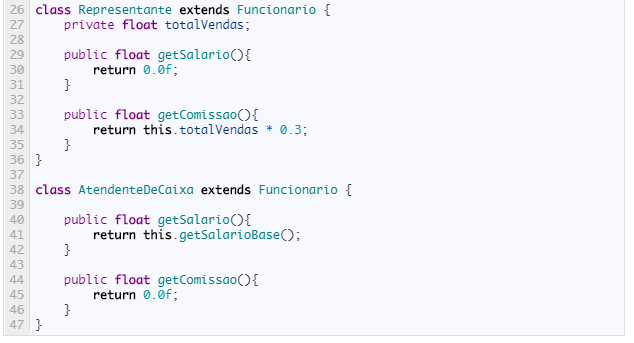 26 class Representante extends Funcionario {
27     private float totalVendas;
28
29     public float getSalario(){
30         return 0.0f;
31     }
32
33     public float getComissao(){
34         return this.totalVendas * 0.3;
35     }
36 }
37
38 class AtendenteDeCaixa extends Funcionario {
39
40     public float getSalario(){
41         return this.getSalarioBase();
42     }
43
44     public float getComissao(){
45         return 0.0f;
46     }
47 }